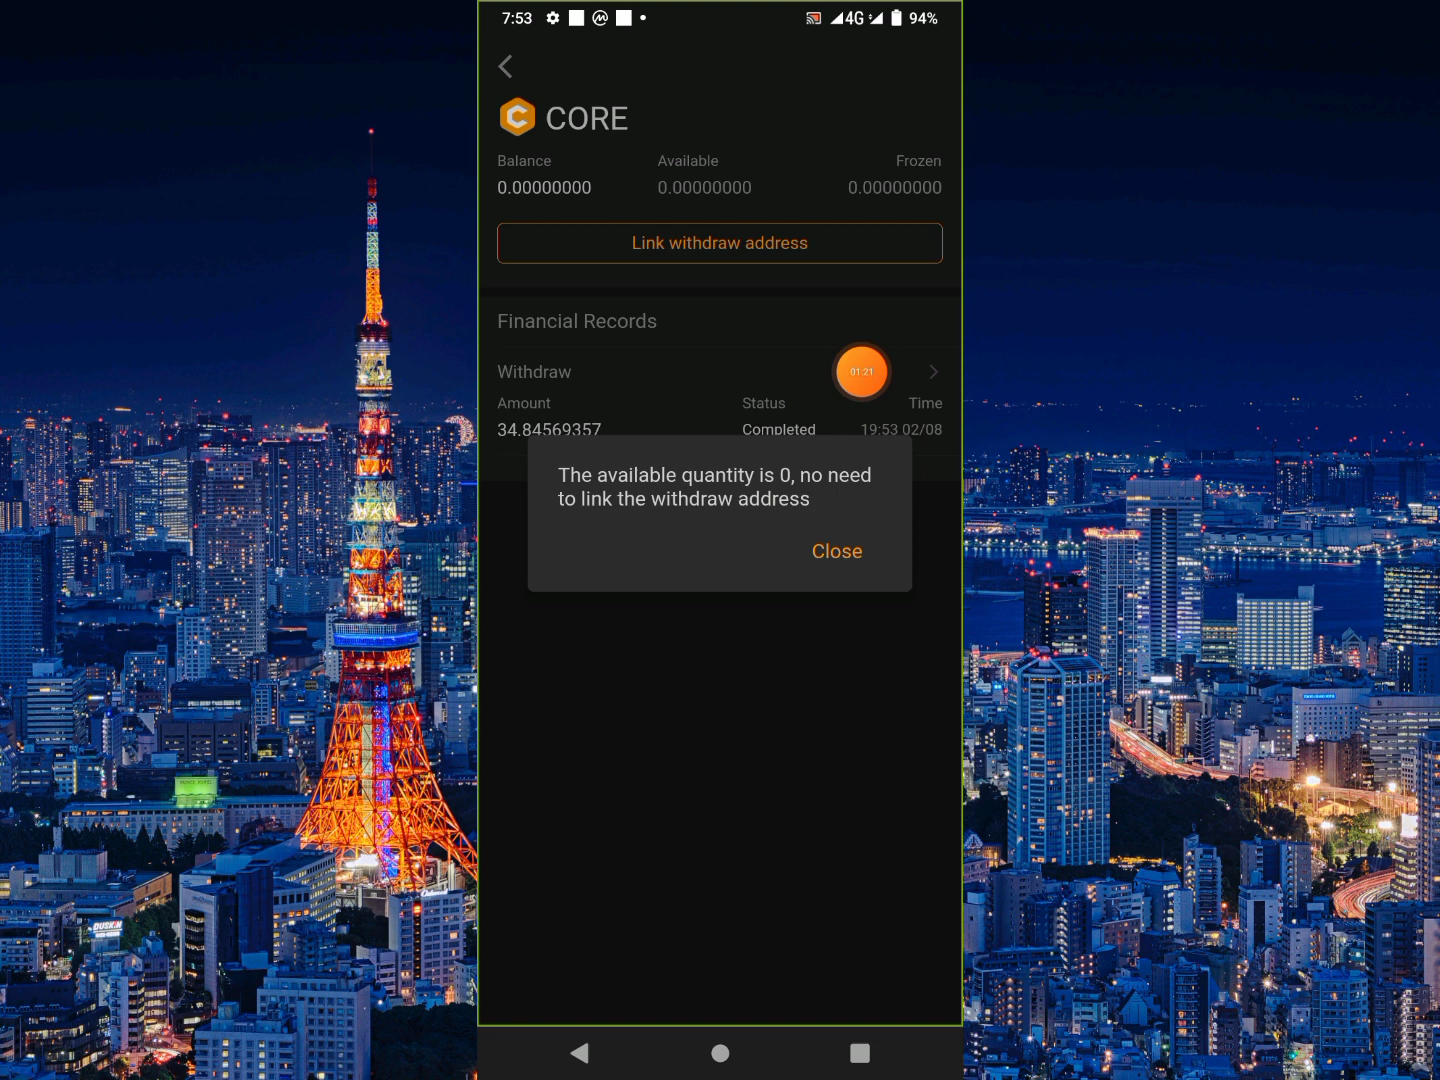 7:53 4G 94%
CORE
Balance Available Frozen
0.00000000 0.00000000 0.00000000
Link withdraw address
Financial Records
Withdraw
01:21
Amount Status Time
34.84569357 Completed 19:53 02/08
The available quantity is 0, no need
to link the withdraw address
Close
DUSKIN